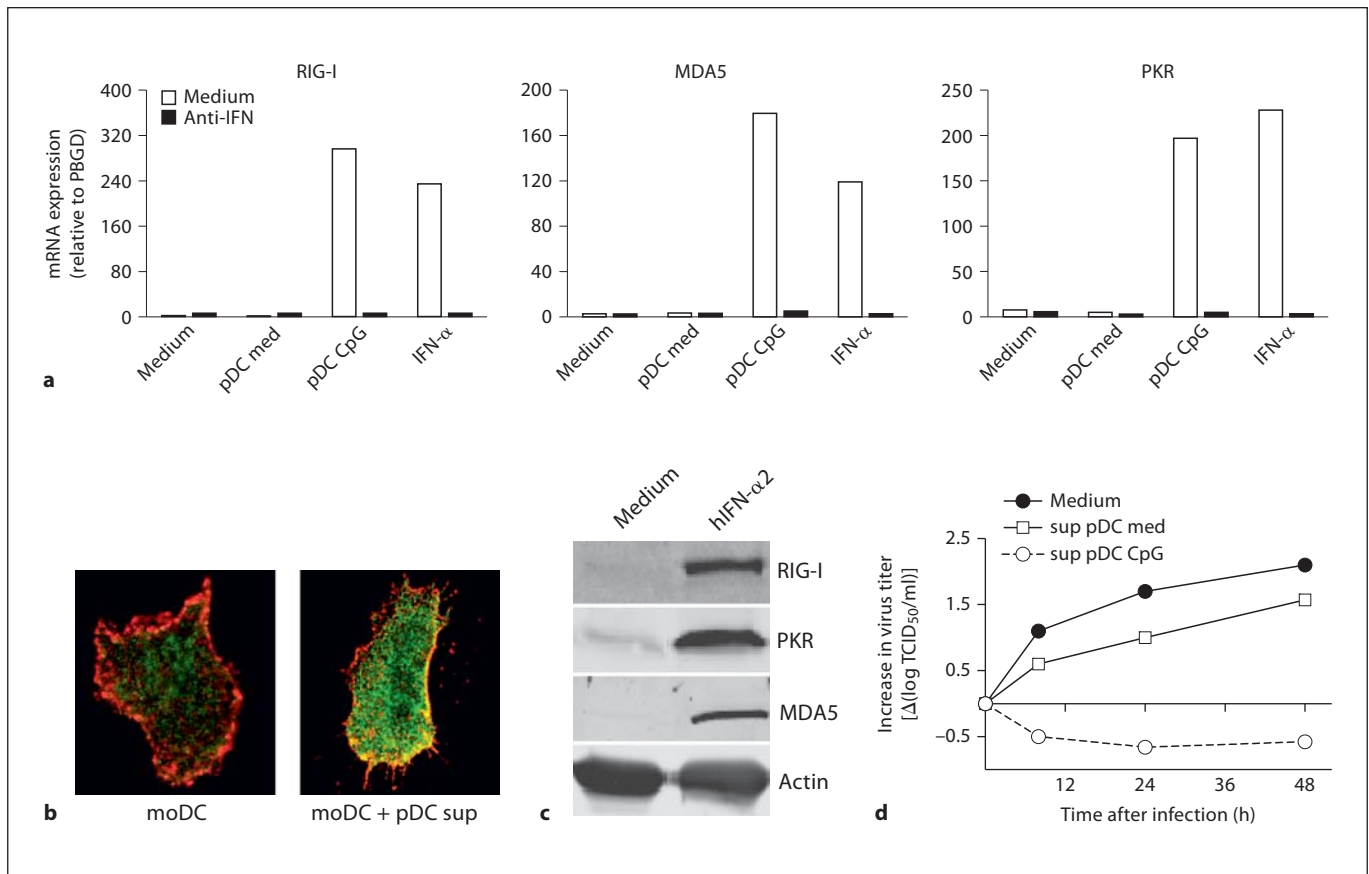 RIG-I
400
320
240
160
80
0
mRNA expression
(relative to PBGD)
Medium
Anti-IFN
Medium
pDC med
pDC CpG
IFN-α
MDA5
200
160
120
80
40
0
Medium
pDC med
pDC CpG
IFN-α
PKR
250
200
150
100
50
0
Medium
pDC med
pDC CpG
IFN-α
a
moDC
moDC + pDC sup
b
Medium
hIFN-α2
RIG-I
PKR
MDA5
Actin
c
Medium
sup pDC med
sup pDC CpG
2.5
1.5
0.5
–0.5
Increase in virus titer
[Δ(log TCID50/ml)]
12
24
36
48
Time after infection (h)
d